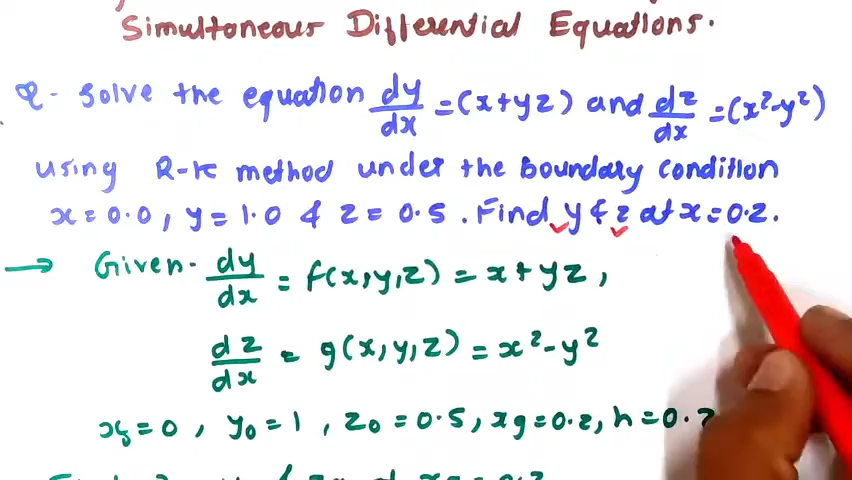 Simultaneous Differential Equations.
Q- Solve the equation dy/dx = (x+yz) and dz/dx = (x²-y²)
using R-K method under the boundary condition
x = 0.0, y = 1.0 & z = 0.5. Find y & z at x = 0.2.
→ Given- dy/dx = f(x,y,z) = x + yz,
dz/dx = g(x,y,z) = x²-y²
= 0, y₀ = 1, z₀ = 0.5, xg = 0.2, h = 0.2